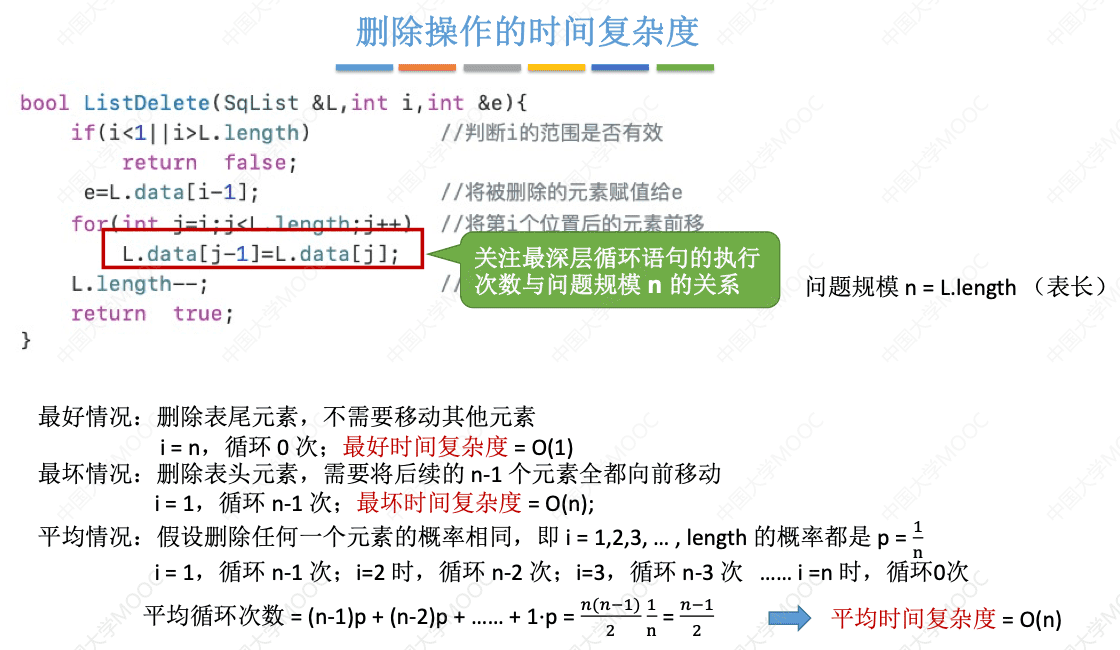 删除操作的时间复杂度
bool ListDelete(SqList &L,int i,int &e){
if(i<1||i>L.length) //判断i的范围是否有效
return false;
e=L.data[i-1]; //将被删除的元素赋值给e
for(int j=i;j<L.length;j++) //将第i个位置后的元素前移
L.data[j-1]=L.data[j];
关注最深层循环语句的执行
次数与问题规模 n 的关系
L.length--; //
问题规模 n = L.length （表长）
return true;
}
最好情况：删除表尾元素，不需要移动其他元素
i = n，循环 0 次；最好时间复杂度 = O(1)
最坏情况：删除表头元素，需要将后续的 n-1 个元素全都向前移动
i = 1，循环 n-1 次；最坏时间复杂度 = O(n);
平均情况：假设删除任何一个元素的概率相同，即 i = 1,2,3, … , length 的概率都是 p = 1/n
i = 1，循环 n-1 次；i=2 时，循环 n-2 次；i=3，循环 n-3 次 …… i =n 时，循环0次
平均循环次数 = (n-1)p + (n-2)p + …… + 1·p = n(n−1)/2 1/n = n−1/2 平均时间复杂度 = O(n)
中国大学MOOC